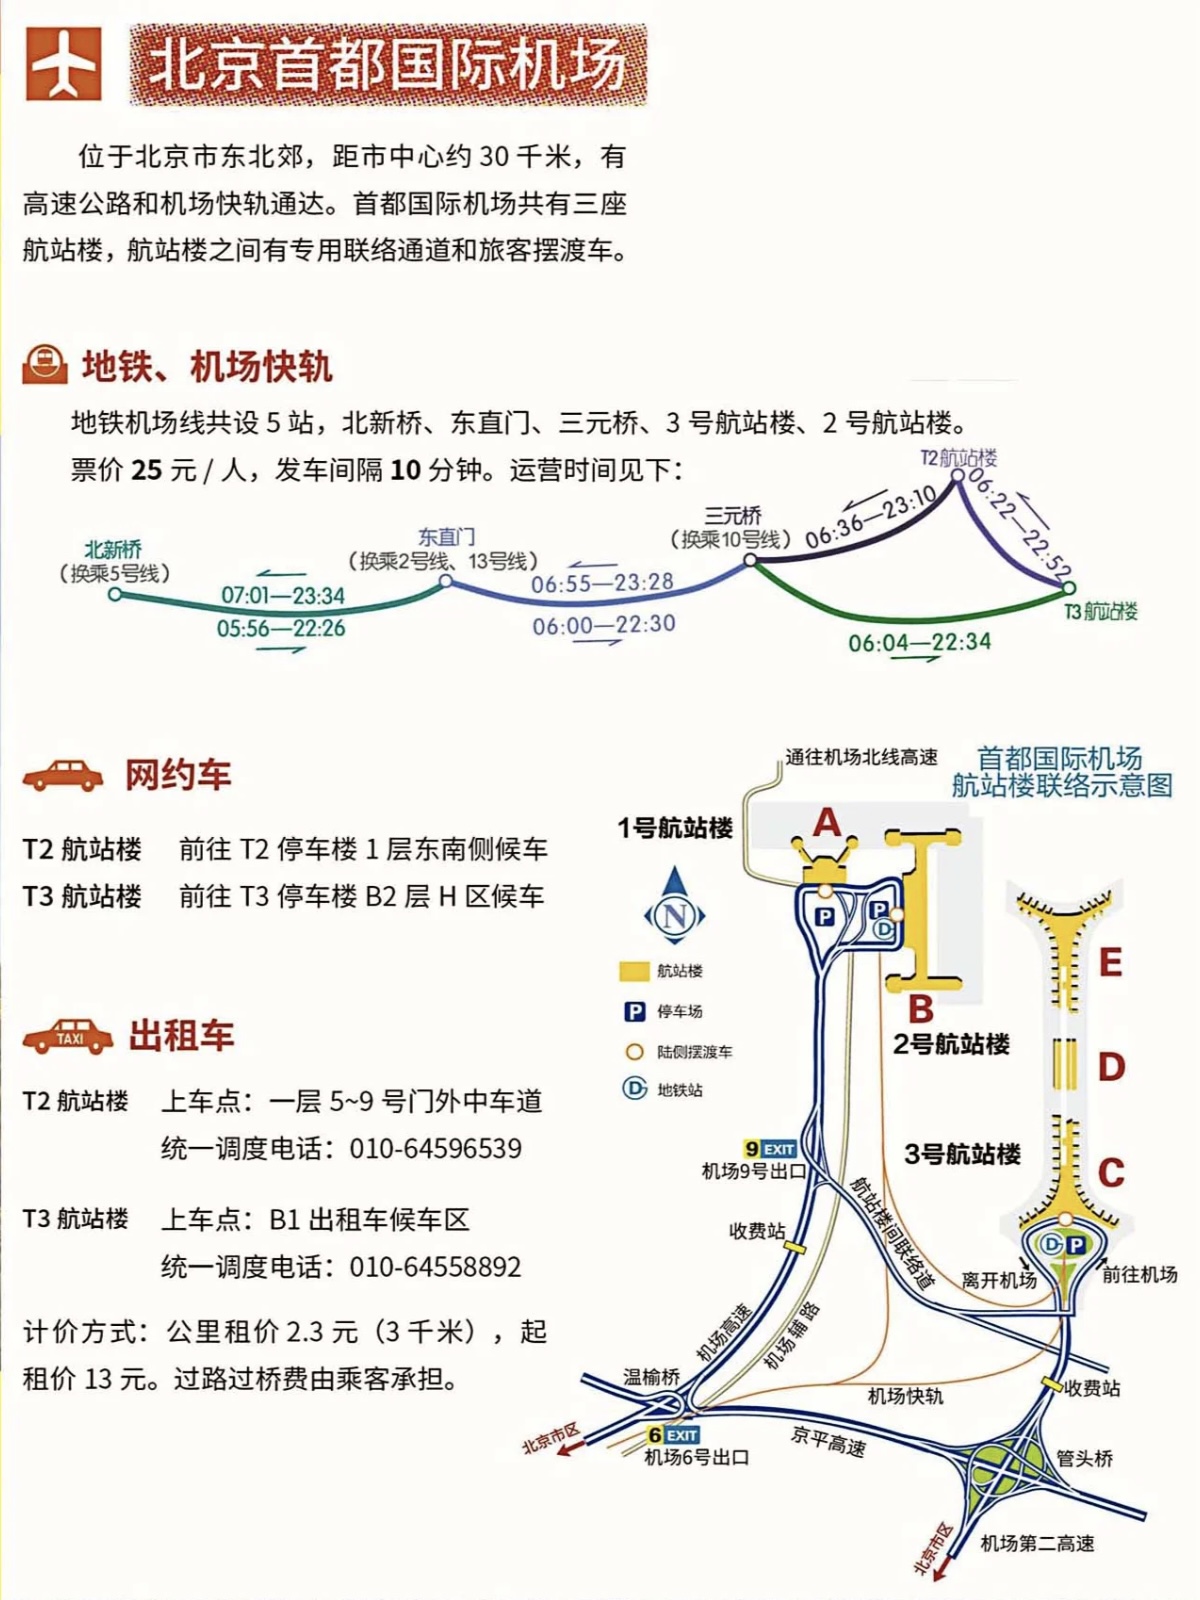 北京首都国际机场
位于北京市东北郊，距市中心约 30 千米，有
高速公路和机场快轨通达。首都国际机场共有三座
航站楼，航站楼之间有专用联络通道和旅客摆渡车。
地铁、机场快轨
地铁机场线共设 5 站，北新桥、东直门、三元桥、3 号航站楼、2 号航站楼。
票价 25 元 / 人，发车间隔 10 分钟。运营时间见下：
T2航站楼
06:36—23:10
06:22—22:52
三元桥
（换乘10号线）
东直门
（换乘2号线、13号线）
北新桥
（换乘5号线）
07:01—23:34
05:56—22:26
06:55—23:28
06:00—22:30
T3航站楼
06:04—22:34
网约车
T2 航站楼 前往 T2 停车楼 1 层东南侧候车
T3 航站楼 前往 T3 停车楼 B2 层 H 区候车
出租车
TAXI
T2 航站楼 上车点：一层 5~9 号门外中车道
统一调度电话：010-64596539
T3 航站楼 上车点：B1 出租车候车区
统一调度电话：010-64558892
计价方式：公里租价 2.3 元（3 千米），起
租价 13 元。过路过桥费由乘客承担。
首都国际机场
航站楼联络示意图
通往机场北线高速
1号航站楼
A
N
P
P
D
航站楼
P 停车场
陆侧摆渡车
D 地铁站
B
2号航站楼
E
D
3号航站楼
C
9 EXIT
机场9号出口
航站楼间联络道
收费站
D P
离开机场
前往机场
机场高速
机场辅路
温榆桥
机场快轨
收费站
北京市区
6 EXIT
机场6号出口
京平高速
管头桥
北京市区
机场第二高速